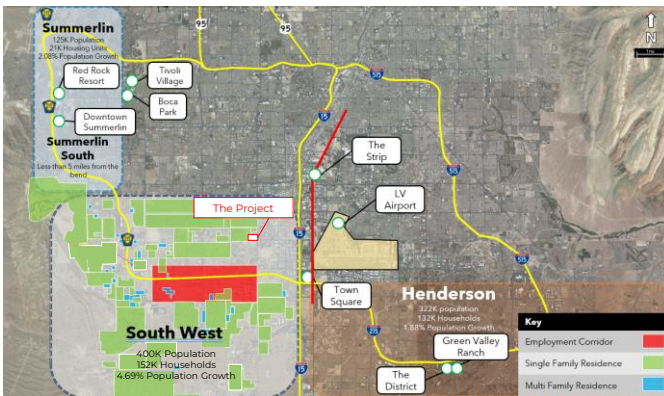 Summerlin
125K Population
21K Housing Units
2.08% Population Growth
95
95
N
1mi
Red Rock
Resort
Tivoli
Village
Boca
Park
Downtown
Summerlin
Summerlin
South
Less than 5 miles from the
bend
515
15
The
Strip
515
The Project
LV
Airport
15
515
Town
Square
Henderson
322K population
132K Households
1.88% Population Growth
South West
400K Population
152K Households
4.69% Population Growth
215
Green Valley
Ranch
The
District
15
Key
Employment Corridor
Single Family Residence
Multi Family Residence